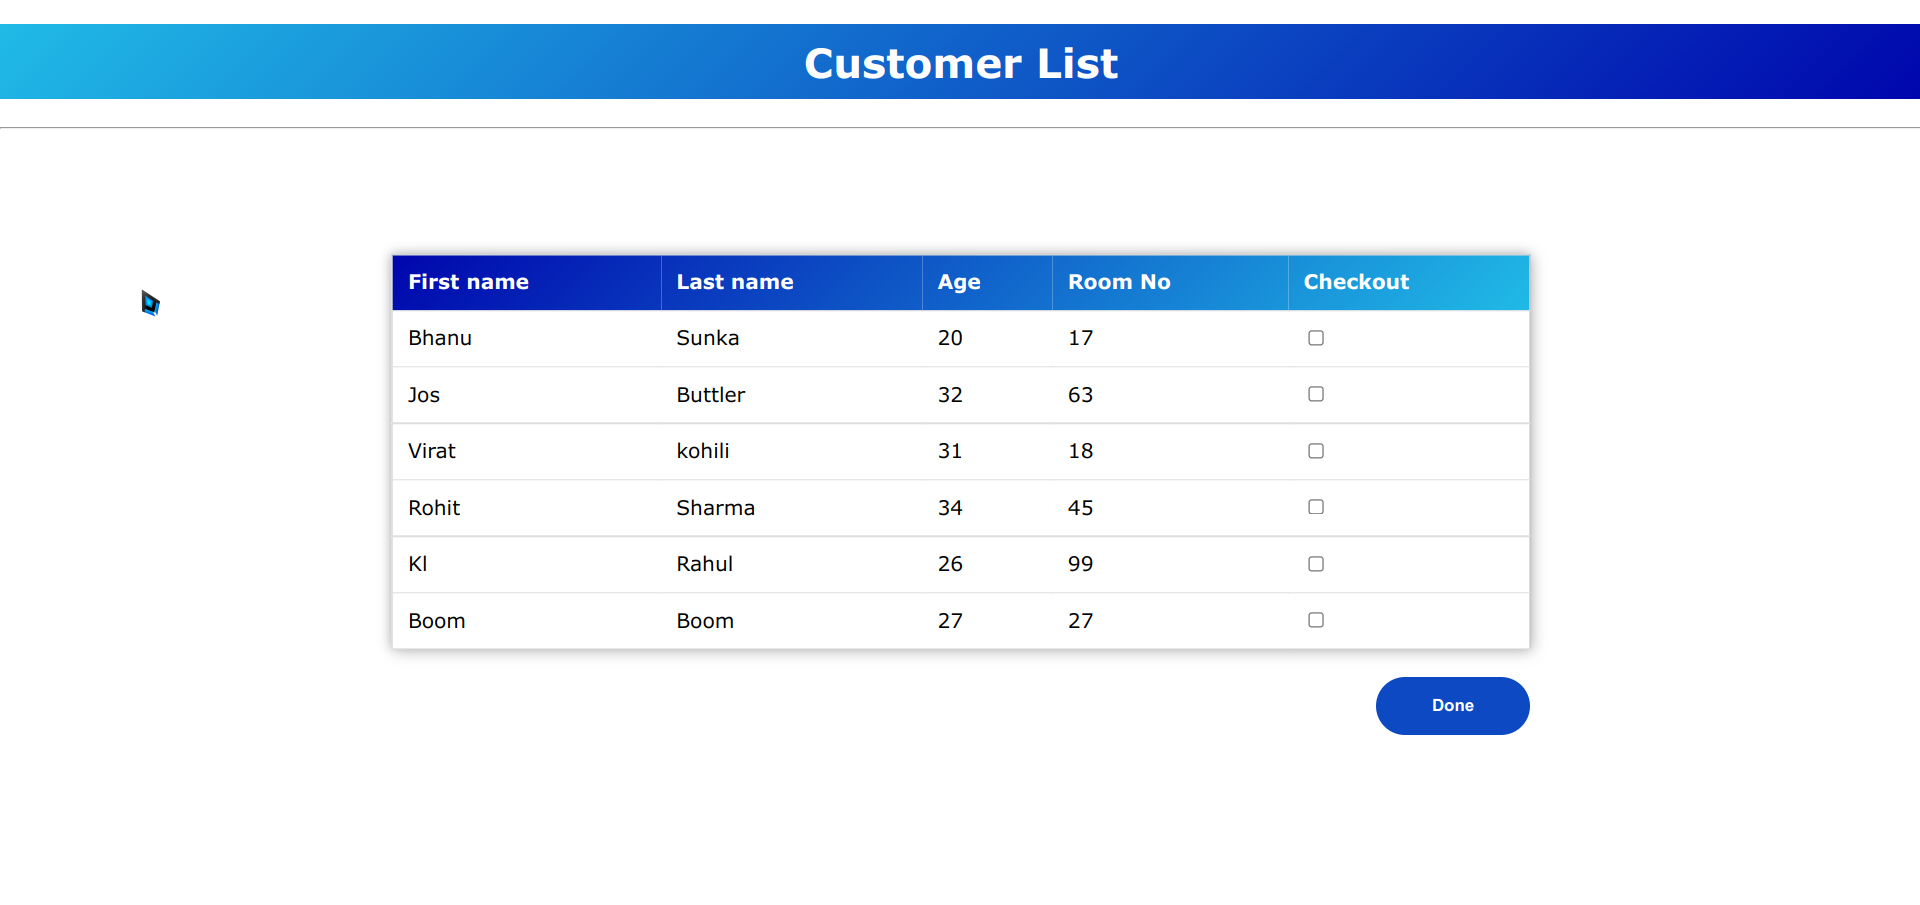 Customer List
First name Last name Age Room No Checkout
Bhanu Sunka 20 17
Jos Buttler 32 63
Virat kohili 31 18
Rohit Sharma 34 45
Kl Rahul 26 99
Boom Boom 27 27
Done